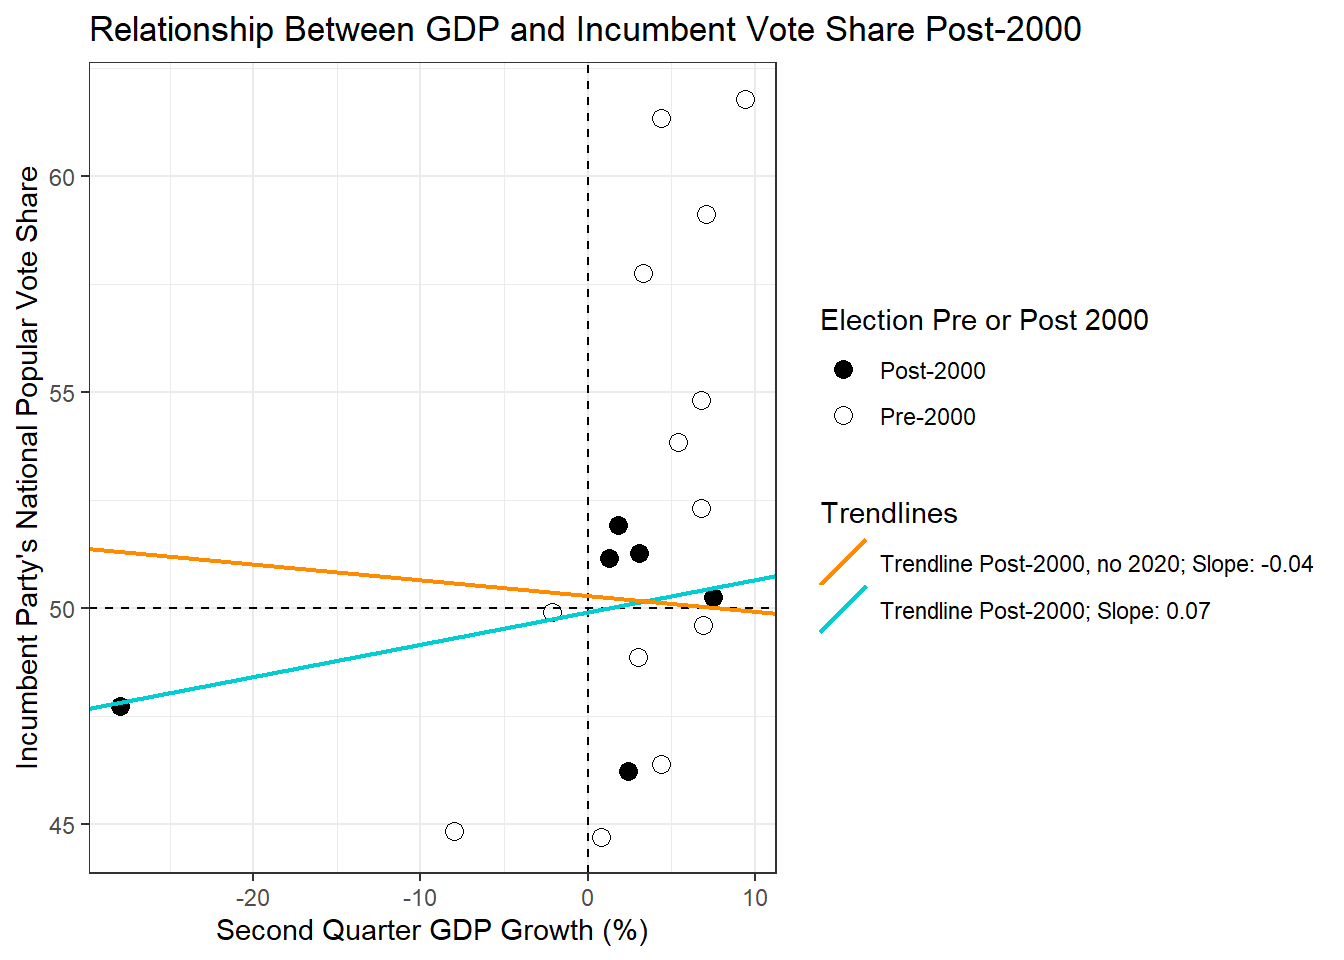 Relationship Between GDP and Incumbent Vote Share Post-2000
Incumbent Party's National Popular Vote Share
60
55
50
45
-20
-10
0
10
Second Quarter GDP Growth (%)
Election Pre or Post 2000
Post-2000
Pre-2000
Trendlines
Trendline Post-2000, no 2020; Slope: -0.04
Trendline Post-2000; Slope: 0.07